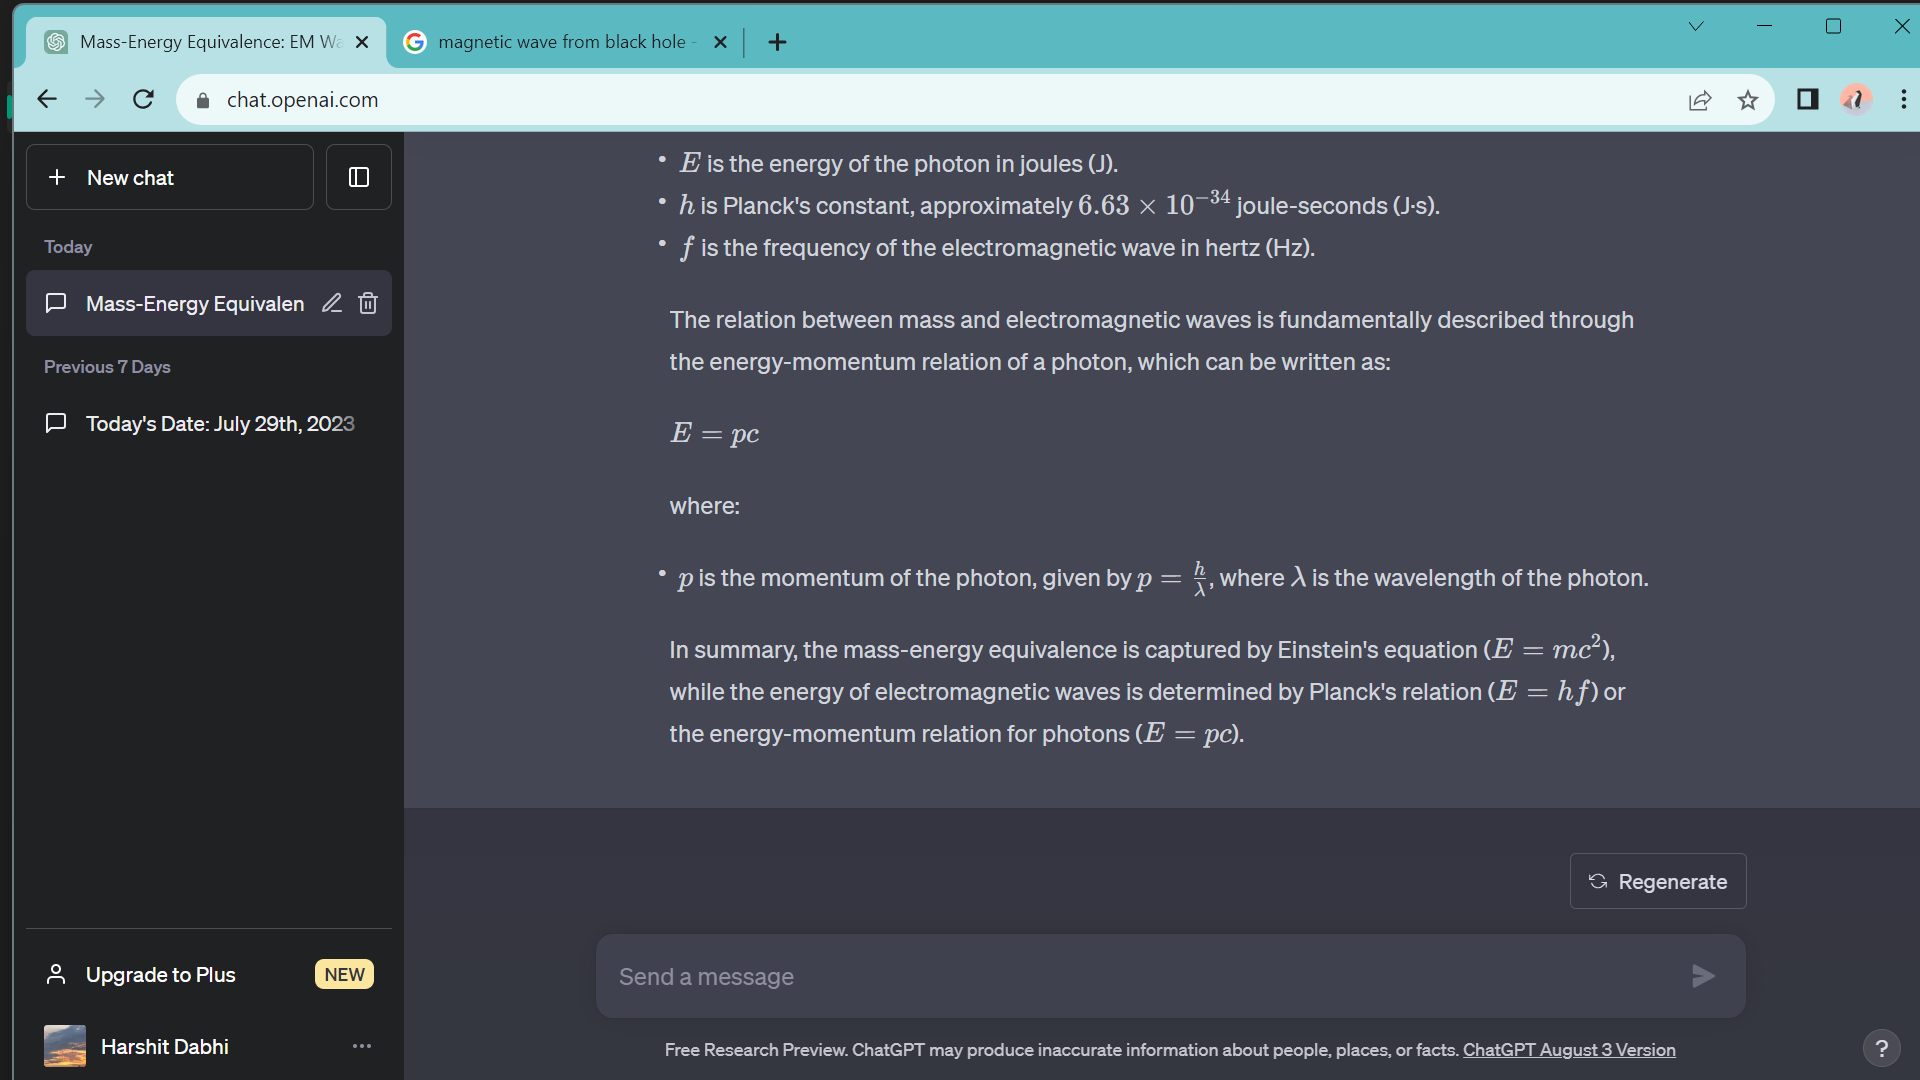 Mass-Energy Equivalence: EM Wa
magnetic wave from black hole -
chat.openai.com
New chat
Today
Mass-Energy Equivalen
Previous 7 Days
Today's Date: July 29th, 2023
Upgrade to Plus NEW
Harshit Dabhi
• E is the energy of the photon in joules (J).
• h is Planck's constant, approximately 6.63 × 10⁻³⁴ joule-seconds (J·s).
• f is the frequency of the electromagnetic wave in hertz (Hz).
The relation between mass and electromagnetic waves is fundamentally described through
the energy-momentum relation of a photon, which can be written as:
E = pc
where:
• p is the momentum of the photon, given by p = h/λ, where λ is the wavelength of the photon.
In summary, the mass-energy equivalence is captured by Einstein's equation (E = mc²),
while the energy of electromagnetic waves is determined by Planck's relation (E = hf) or
the energy-momentum relation for photons (E = pc).
Regenerate
Send a message
Free Research Preview. ChatGPT may produce inaccurate information about people, places, or facts. ChatGPT August 3 Version
?